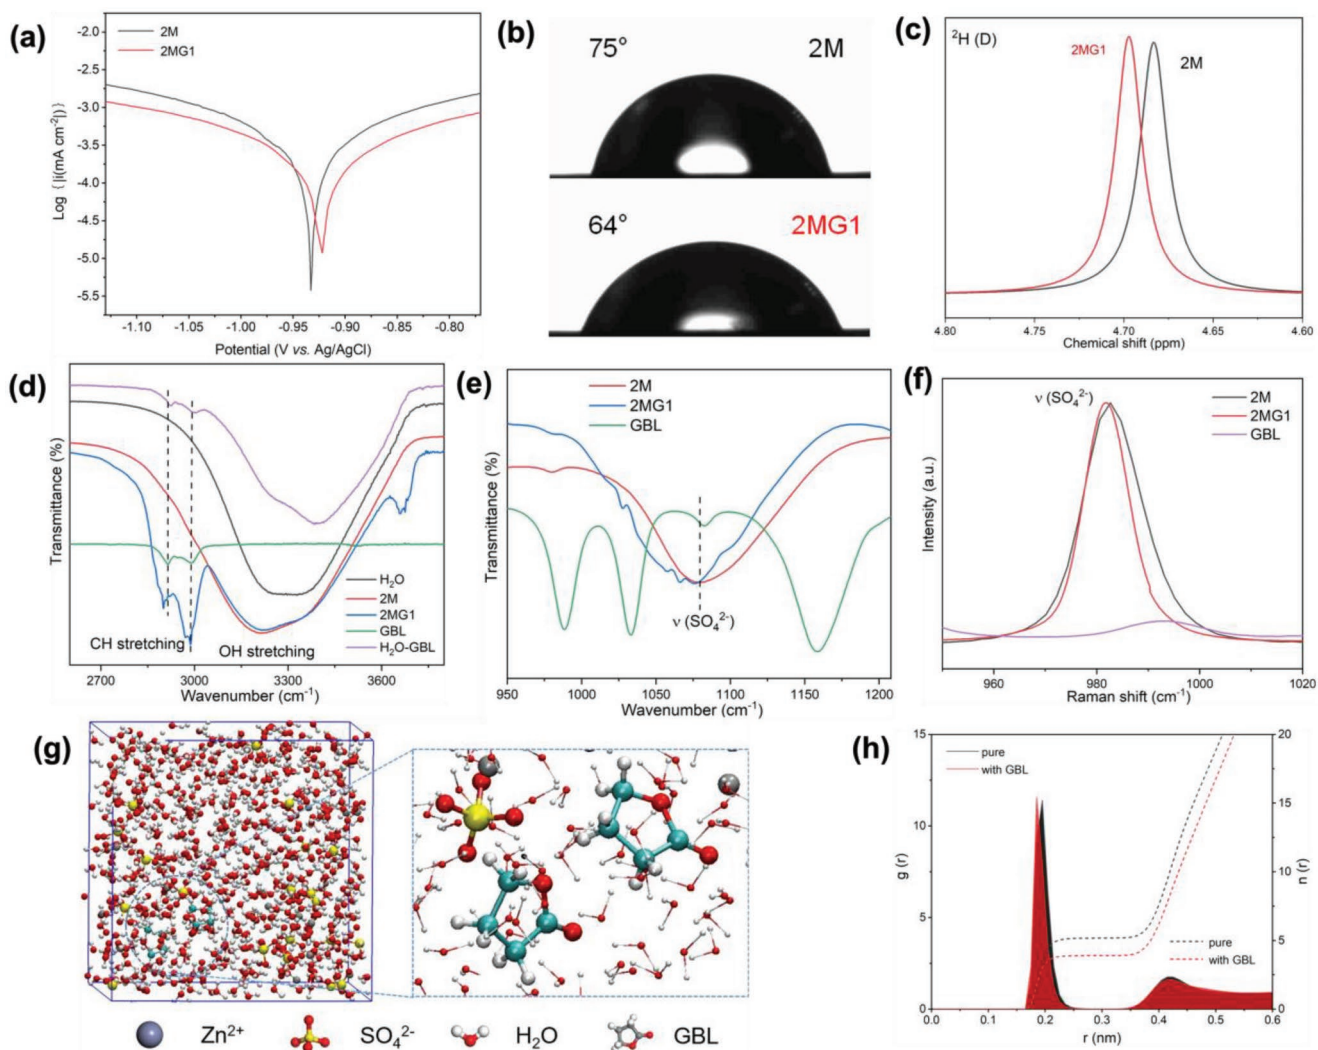 (a)
2M
2MG1
-2.0
-2.5
-3.0
-3.5
-4.0
-4.5
-5.0
-5.5
Log { |i(mA cm⁻²|) }
-1.10 -1.05 -1.00 -0.95 -0.90 -0.85 -0.80
Potential (V vs. Ag/AgCl)
(b)
75° 2M
64° 2MG1
(c)
²H (D)
2MG1
2M
4.80 4.75 4.70 4.65 4.60
Chemical shift (ppm)
(d)
Transmittance (%)
H₂O
2M
2MG1
GBL
H₂O-GBL
CH stretching
OH stretching
2700 3000 3300 3600
Wavenumber (cm⁻¹)
(e)
2M
2MG1
GBL
Transmittance (%)
ν (SO₄²⁻)
950 1000 1050 1100 1150 1200
Wavenumber (cm⁻¹)
(f)
ν (SO₄²⁻)
2M
2MG1
GBL
Intensity (a.u.)
960 980 1000 1020
Raman shift (cm⁻¹)
(g)
Zn²⁺ SO₄²⁻ H₂O GBL
(h)
pure
with GBL
15
10
5
0
g (r)
20
15
10
5
0
n (r)
pure
with GBL
0.0 0.1 0.2 0.3 0.4 0.5 0.6
r (nm)